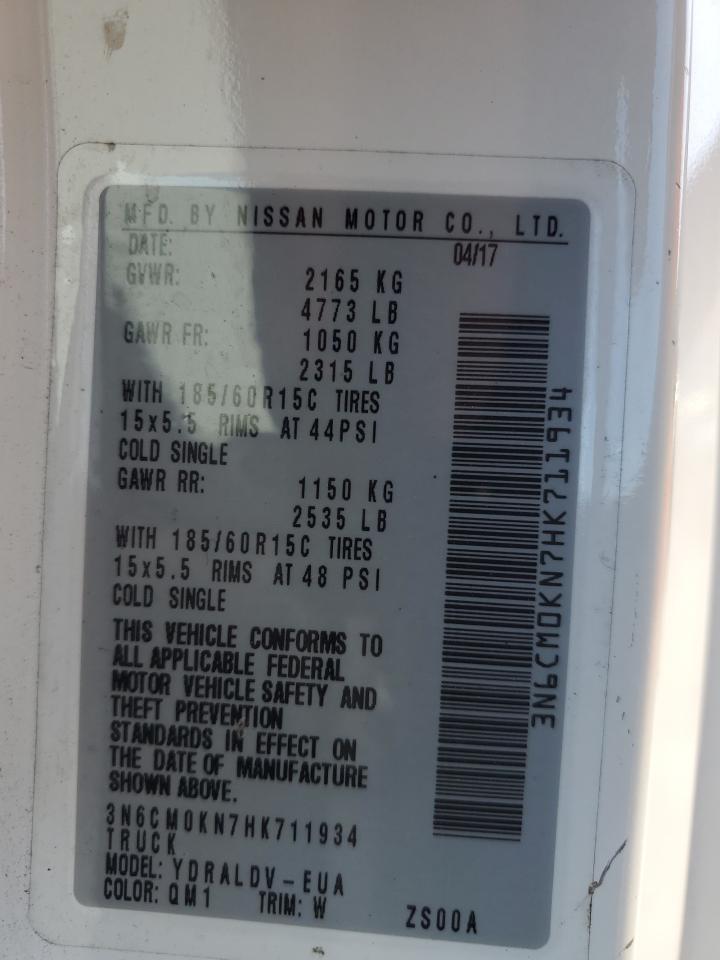 MFD. BY NISSAN MOTOR CO., LTD.
DATE: 04/17
GVWR: 2165 KG
4773 LB
GAWR FR: 1050 KG
2315 LB
WITH 185/60R15C TIRES
15x5.5 RIMS AT 44PSI
COLD SINGLE
GAWR RR: 1150 KG
2535 LB
WITH 185/60R15C TIRES
15x5.5 RIMS AT 48 PSI
COLD SINGLE
THIS VEHICLE CONFORMS TO
ALL APPLICABLE FEDERAL
MOTOR VEHICLE SAFETY AND
THEFT PREVENTION
STANDARDS IN EFFECT ON
THE DATE OF MANUFACTURE
SHOWN ABOVE.
3N6CM0KN7HK711934
TRUCK
MODEL: YDRALDV-EUA
COLOR: QM1 TRIM: W ZS00A
3N6CM0KN7HK711934